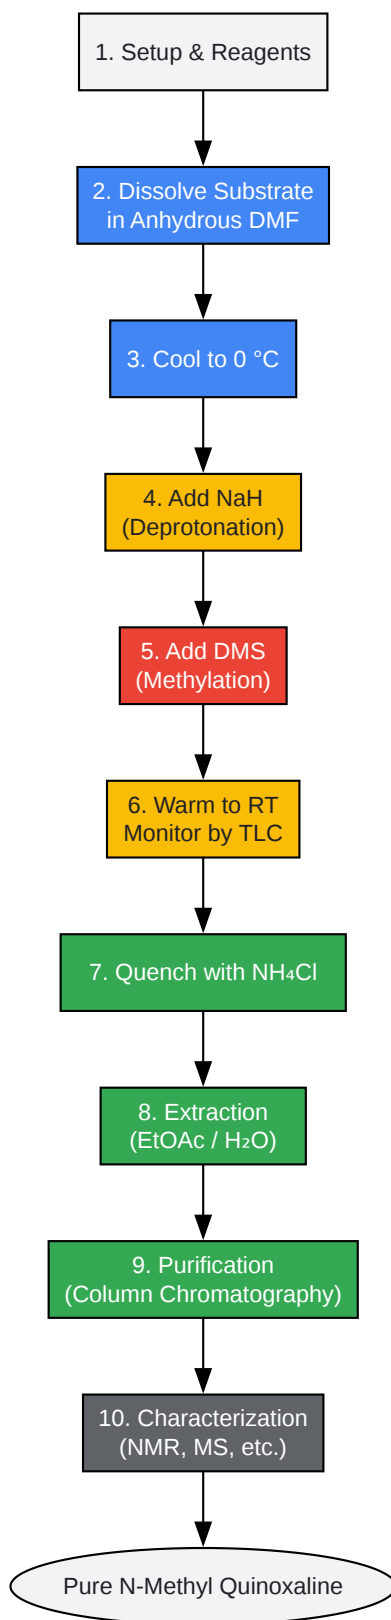 1. Setup & Reagents
2. Dissolve Substrate
in Anhydrous DMF
3. Cool to 0 °C
4. Add NaH
(Deprotonation)
5. Add DMS
(Methylation)
6. Warm to RT
Monitor by TLC
7. Quench with NH₄Cl
8. Extraction
(EtOAc / H₂O)
9. Purification
(Column Chromatography)
10. Characterization
(NMR, MS, etc.)
Pure N-Methyl Quinoxaline